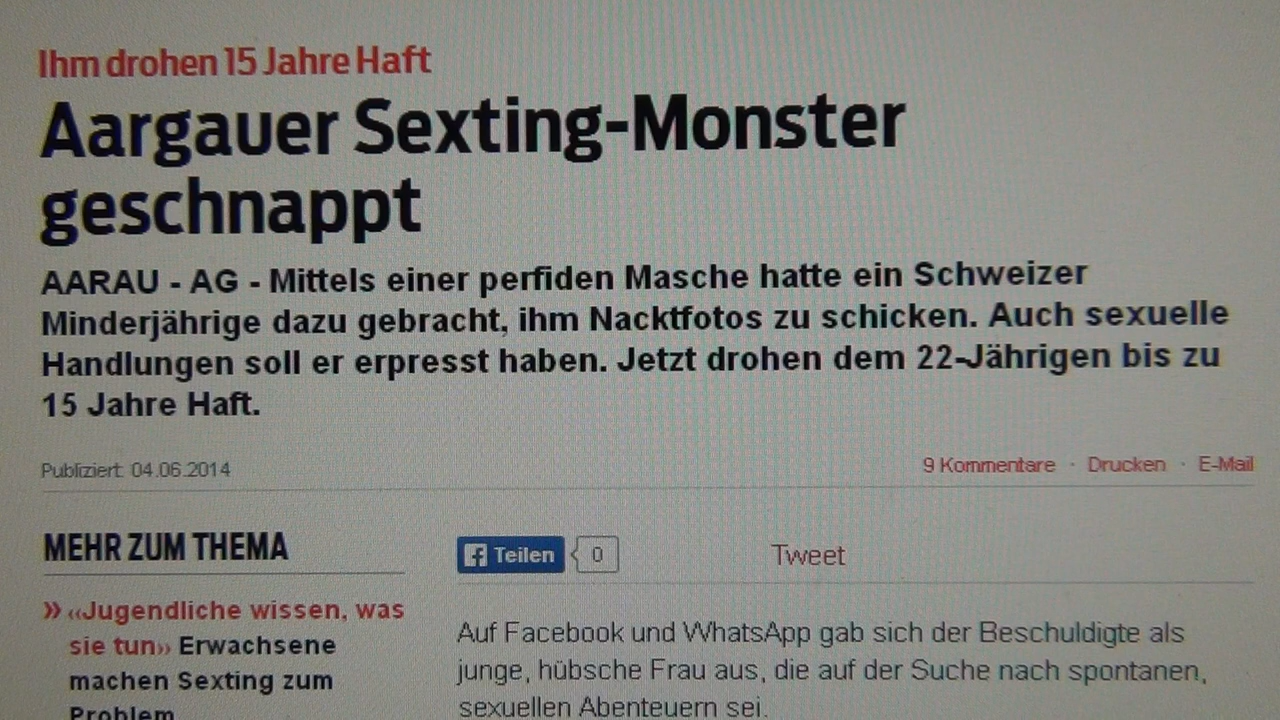 Ihm drohen 15 Jahre Haft
Aargauer Sexting-Monster
geschnappt
AARAU - AG - Mittels einer perfiden Masche hatte ein Schweizer
Minderjährige dazu gebracht, ihm Nacktfotos zu schicken. Auch sexuelle
Handlungen soll er erpresst haben. Jetzt drohen dem 22-Jährigen bis zu
15 Jahre Haft.
Publiziert: 04.06.2014
9 Kommentare · Drucken · E-Mail
MEHR ZUM THEMA
» «Jugendliche wissen, was
sie tun» Erwachsene
machen Sexting zum
Problem
Teilen 0 Tweet
Auf Facebook und WhatsApp gab sich der Beschuldigte als
junge, hübsche Frau aus, die auf der Suche nach spontanen,
sexuellen Abenteuern sei.